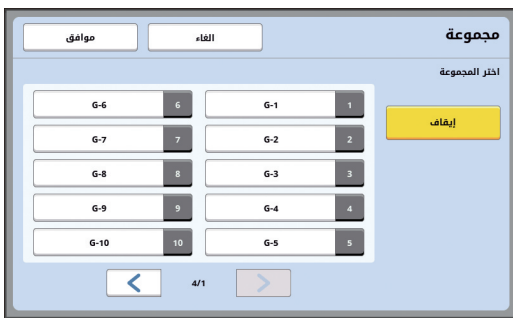 مجموعة
الغاء
موافق
اختر المجموعة
إيقاف
1 G-1
6 G-6
2 G-2
7 G-7
3 G-3
8 G-8
4 G-4
9 G-9
5 G-5
10 G-10
4/1